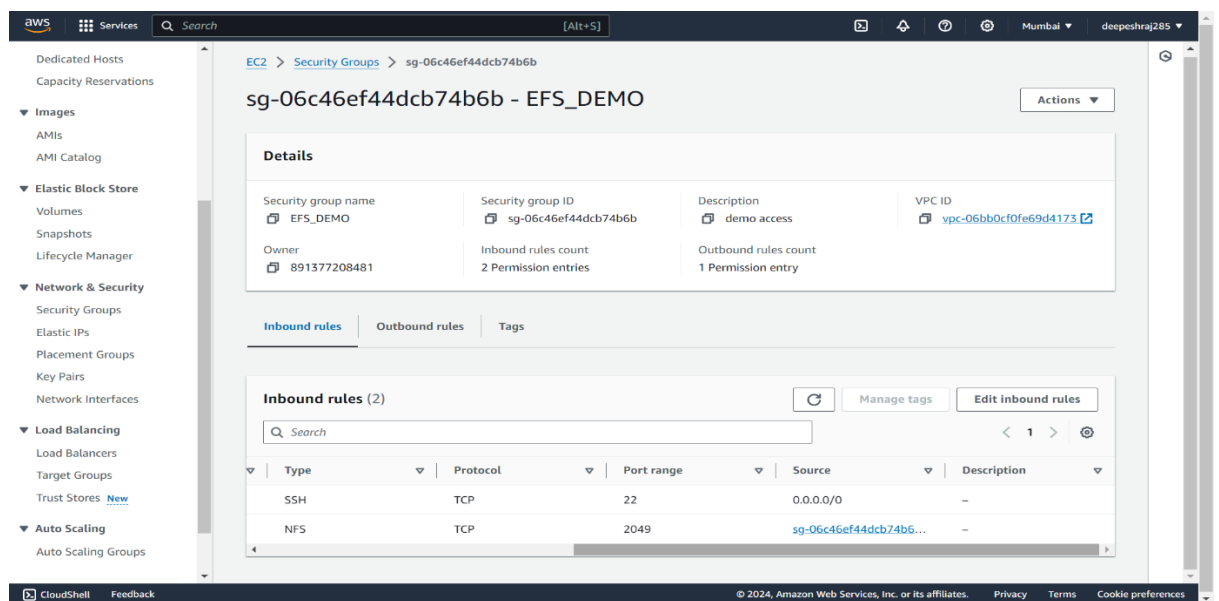 aws Services Search [Alt+S] Mumbai ▼ deepeshraj285 ▼
Dedicated Hosts
Capacity Reservations
▼ Images
AMIs
AMI Catalog
▼ Elastic Block Store
Volumes
Snapshots
Lifecycle Manager
▼ Network & Security
Security Groups
Elastic IPs
Placement Groups
Key Pairs
Network Interfaces
▼ Load Balancing
Load Balancers
Target Groups
Trust Stores New
▼ Auto Scaling
Auto Scaling Groups
EC2 > Security Groups > sg-06c46ef44dcb74b6b
sg-06c46ef44dcb74b6b - EFS_DEMO
Actions ▼
Details
Security group name
EFS_DEMO
Security group ID
sg-06c46ef44dcb74b6b
Description
demo access
VPC ID
vpc-06bb0cf0fe69d4173
Owner
891377208481
Inbound rules count
2 Permission entries
Outbound rules count
1 Permission entry
Inbound rules Outbound rules Tags
Inbound rules (2)
Manage tags Edit inbound rules
Search
< 1 >
Type Protocol Port range Source Description
SSH TCP 22 0.0.0.0/0 –
NFS TCP 2049 sg-06c46ef44dcb74b6... –
CloudShell Feedback © 2024, Amazon Web Services, Inc. or its affiliates. Privacy Terms Cookie preferences